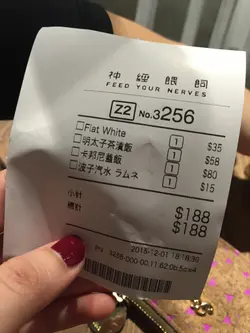 神經餵飼
FEED YOUR NERVES
Z2 No.3256
□Flat White 1 $35
□明太子茶漬飯 1 $58
□卡邦尼蓋飯 1 $80
□波子汽水 ラムネ 1 $15
小計 $188
總計 $188
2015-12-01 18:18:30